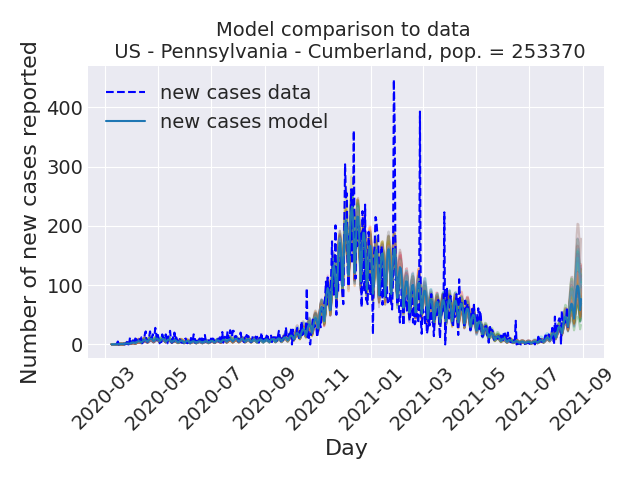 Model comparison to data
US - Pennsylvania - Cumberland, pop. = 253370
Number of new cases reported
new cases data
new cases model
400
300
200
100
0
2020-03
2020-05
2020-07
2020-09
2020-11
2021-01
2021-03
2021-05
2021-07
2021-09
Day